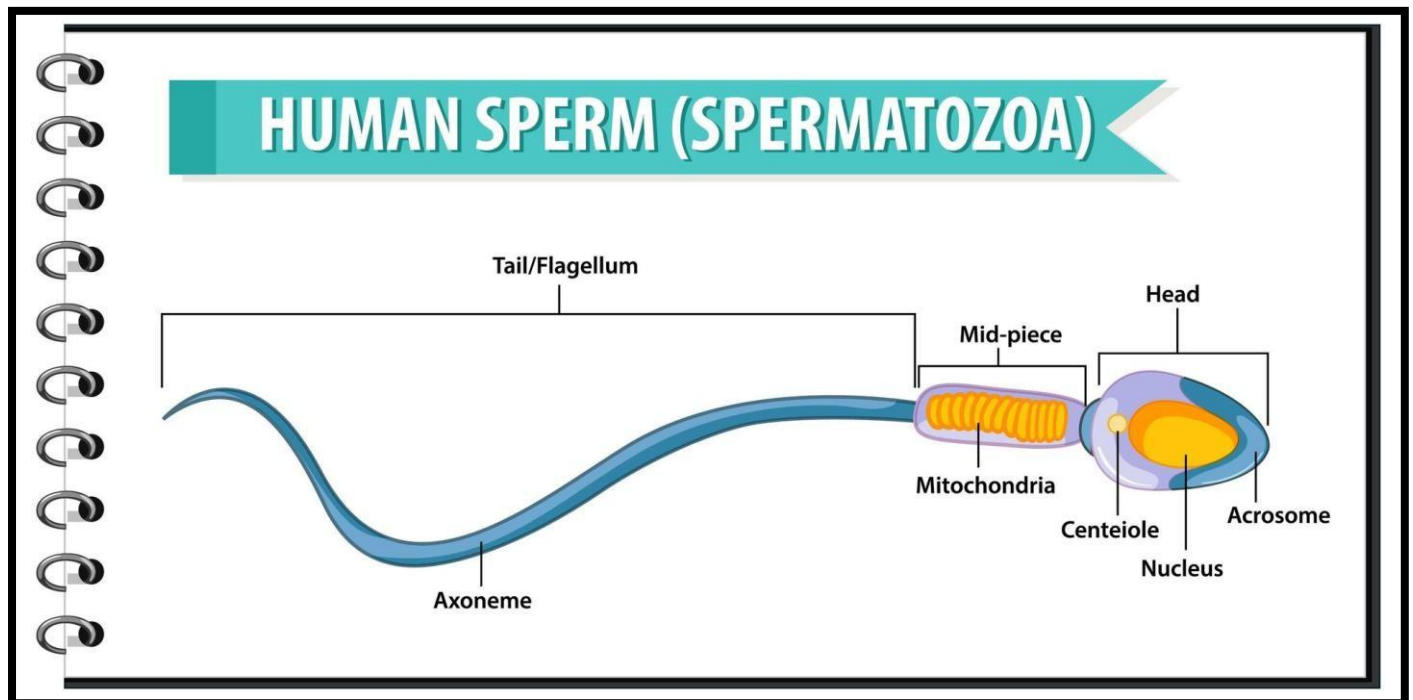 HUMAN SPERM (SPERMATOZOA)
Tail/Flagellum
Head
Mid-piece
Mitochondria
Acrosome
Centeiole
Nucleus
Axoneme